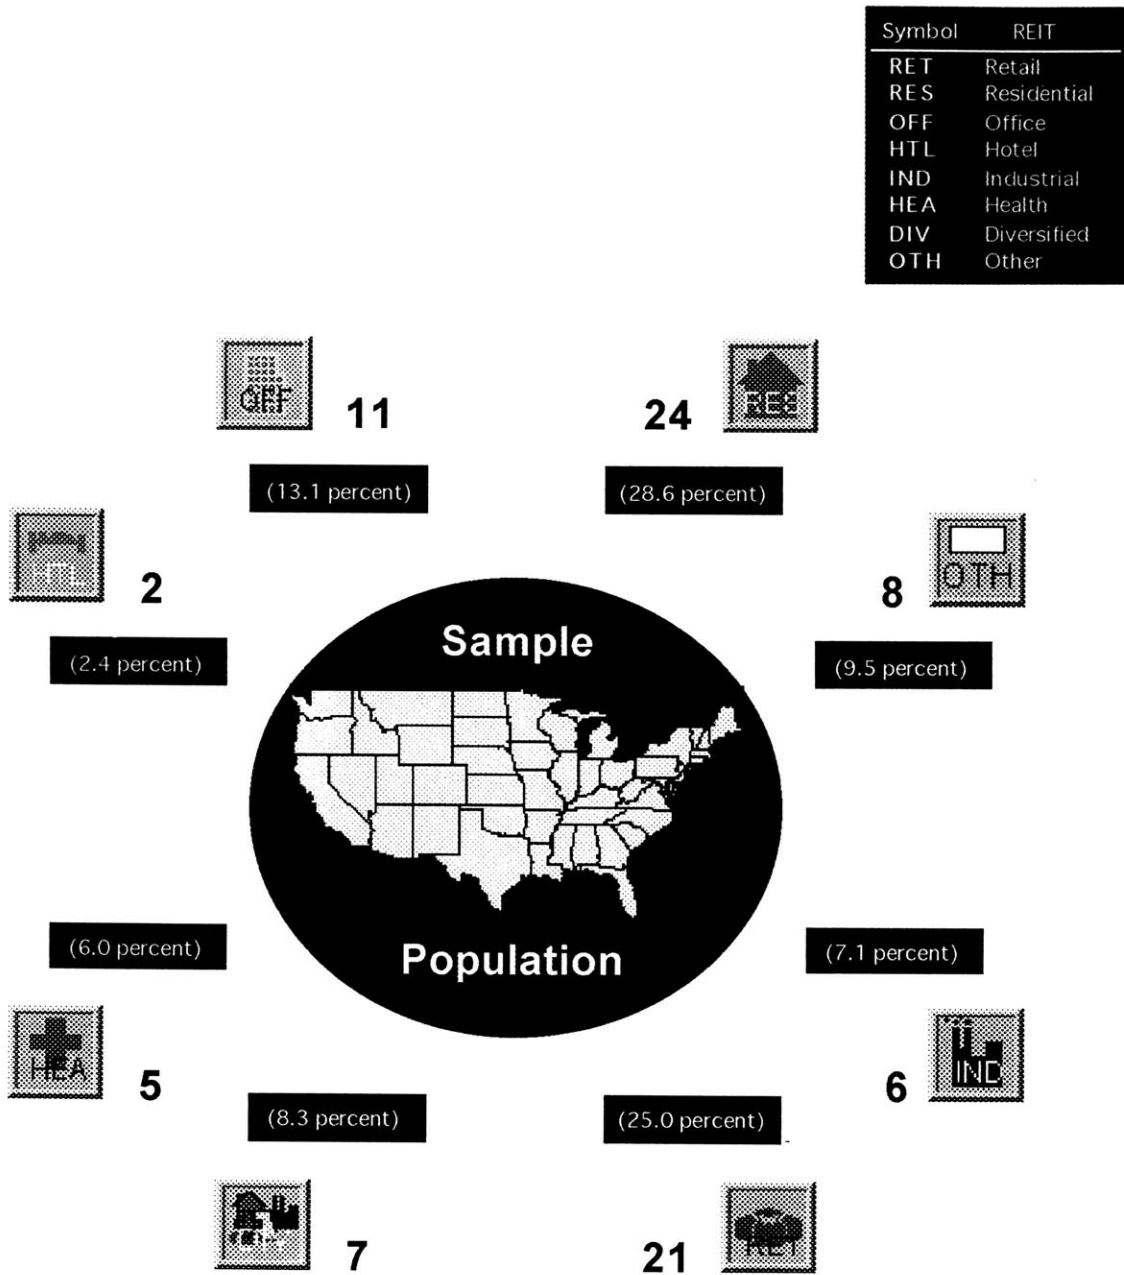 Symbol REIT
RET Retail
RES Residential
OFF Office
HTL Hotel
IND Industrial
HEA Health
DIV Diversified
OTH Other
OFF 11
24 RES
(13.1 percent)
(28.6 percent)
HTL 2
8 OTH
(2.4 percent)
(9.5 percent)
Sample
Population
(6.0 percent)
(7.1 percent)
HEA 5
6 IND
(8.3 percent)
(25.0 percent)
7
21 RET